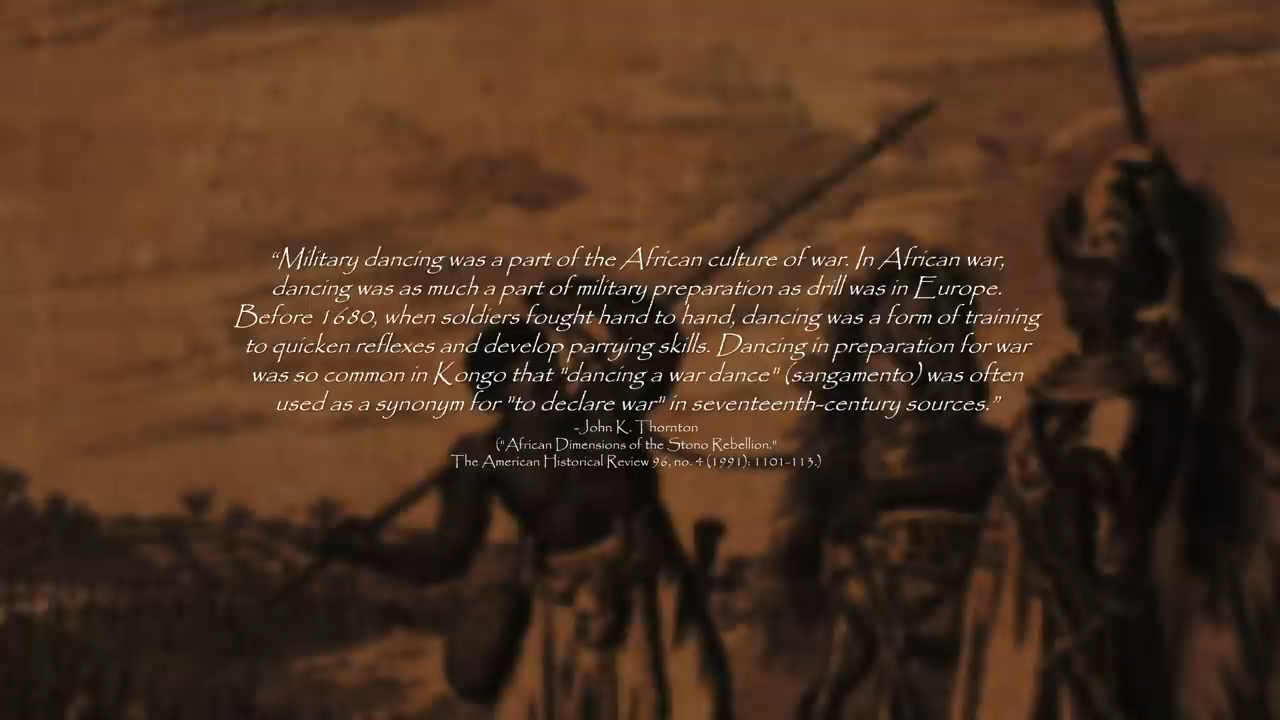 “Military dancing was a part of the African culture of war. In African war,
dancing was as much a part of military preparation as drill was in Europe.
Before 1680, when soldiers fought hand to hand, dancing was a form of training
to quicken reflexes and develop parrying skills. Dancing in preparation for war
was so common in Kongo that "dancing a war dance" (sangamento) was often
used as a synonym for "to declare war" in seventeenth-century sources.”
-John K. Thornton
("African Dimensions of the Stono Rebellion."
The American Historical Review 96, no. 4 (1991): 1101-113.)